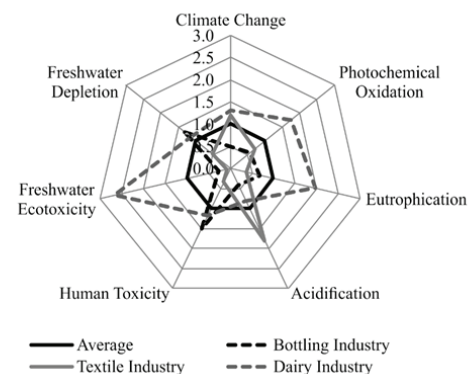 Climate Change
3.0
2.5
2.0
1.5
1.0
0.5
0.0
Photochemical
Oxidation
Eutrophication
Acidification
Human Toxicity
Freshwater
Ecotoxicity
Freshwater
Depletion
Average
Bottling Industry
Textile Industry
Dairy Industry